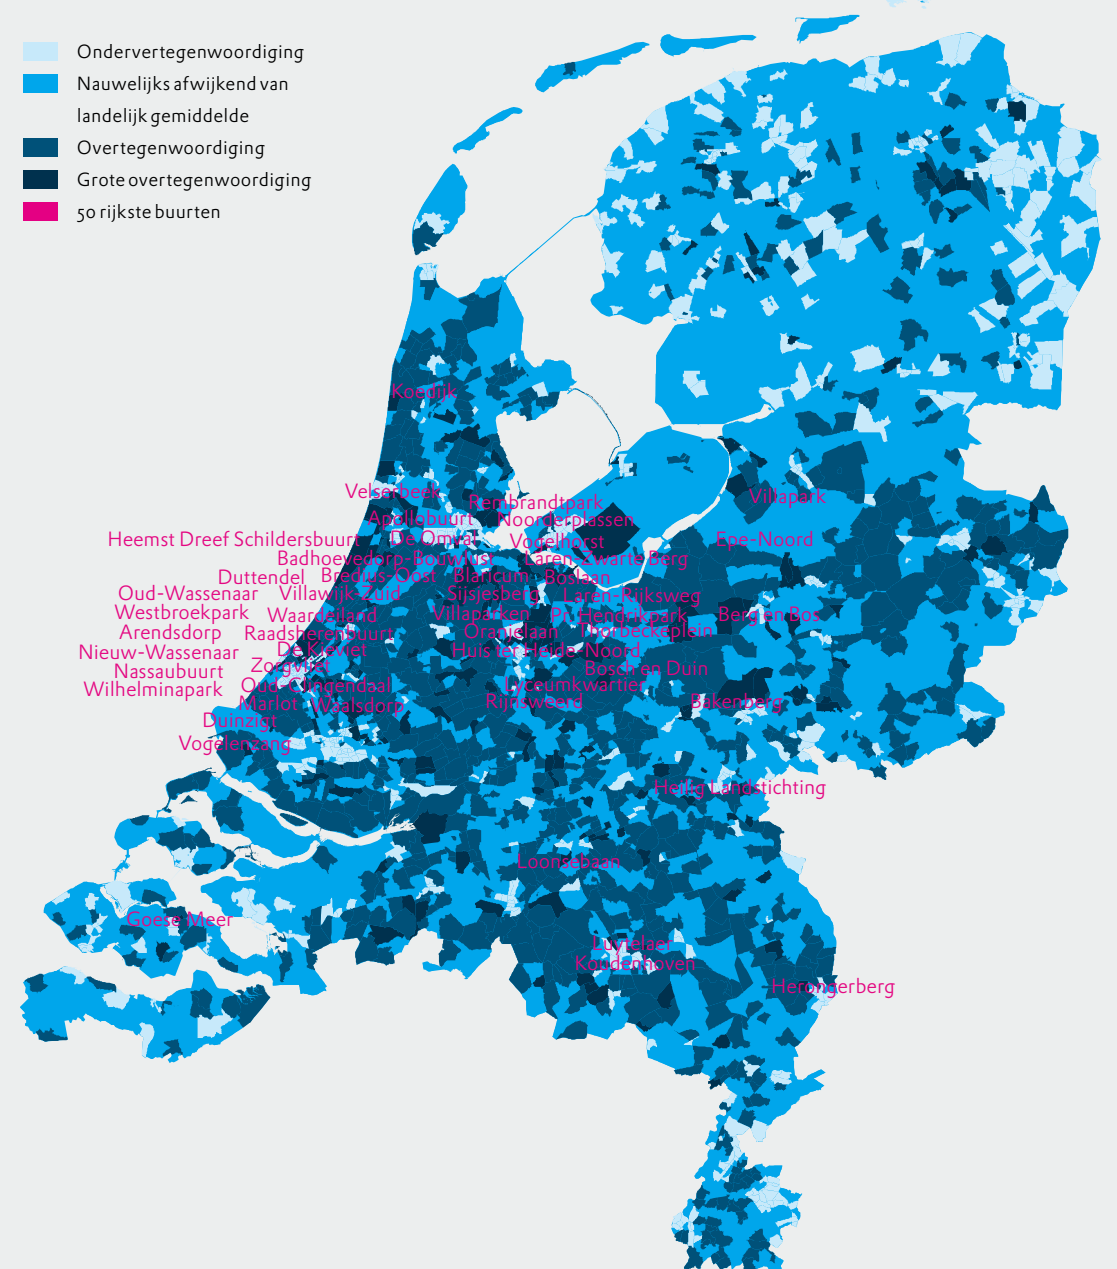 Ondervertegenwoordiging
Nauwelijks afwijkend van
landelijk gemiddelde
Overtegenwoordiging
Grote overtegenwoordiging
50 rijkste buurten
Koedijk
Velserbeek
Rembrandtpark
Villapark
Apollobuurt
Noorderplassen
Heemst Dreef Schildersbuurt
De Omval
Vogelhorst
Epe-Noord
Badhoevedorp-Bouwlust
Laren-Zwarte Berg
Duttendel
Bredius-Oost
Blaricum
Boslaan
Oud-Wassenaar
Villawijk-Zuid
Sijsjesberg
Laren-Rijksweg
Westbroekpark
Waardeiland
Villaparken
Pr. Hendrikpark
Berg en Bos
Arendsdorp
Raadsherenbuurt
Oranjelaan
Thorbeckeplein
Nieuw-Wassenaar
De Kieviet
Huis ter Heide-Noord
Nassaubuurt
Zorgvliet
Bosch en Duin
Wilhelminapark
Oud-Clingendaal
Lyceumkwartier
Marlot
Waalsdorp
Rijnsweerd
Bakenberg
Duinzigt
Vogelenzang
Heilig Landstichting
Loonsebaan
Goese Meer
Luytelaer
Koudenhoven
Herungerberg